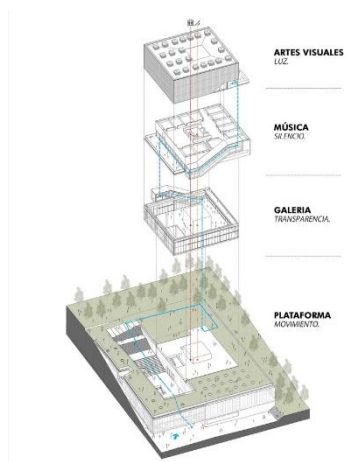 ARTES VISUALES
LUZ.
MÚSICA
SILENCIO.
GALERIA
TRANSPARENCIA.
PLATAFORMA
MOVIMIENTO.